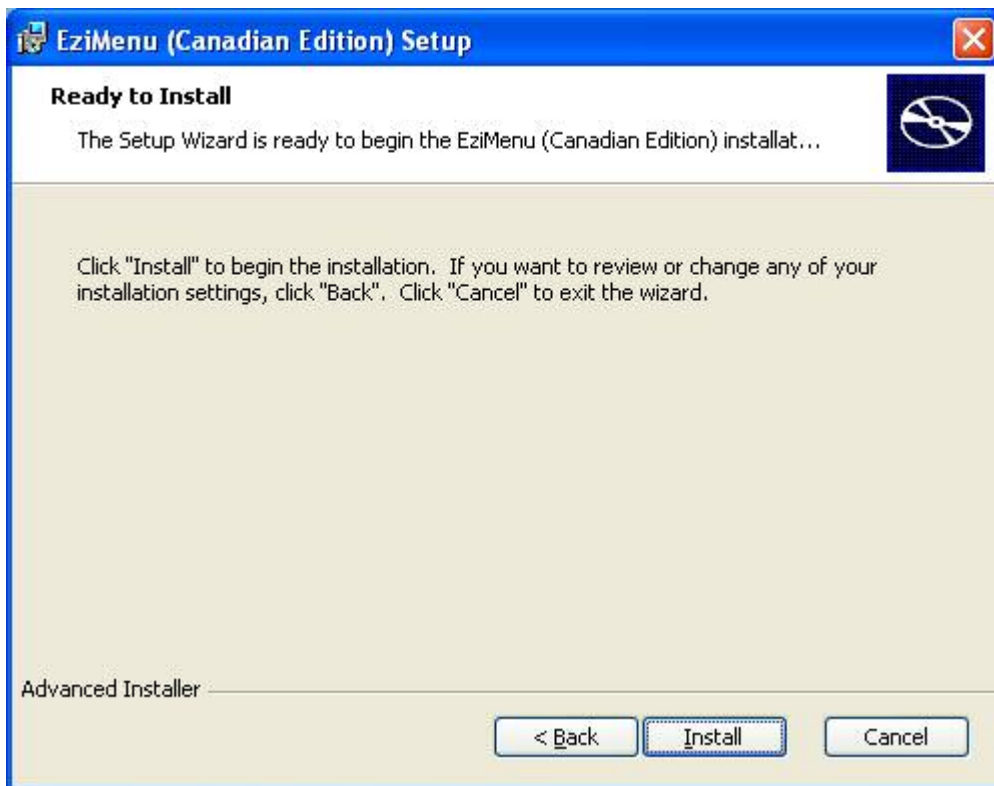 EziMenu (Canadian Edition) Setup
Ready to Install
The Setup Wizard is ready to begin the EziMenu (Canadian Edition) installat...
Click "Install" to begin the installation.  If you want to review or change any of your
installation settings, click "Back".  Click "Cancel" to exit the wizard.
Advanced Installer
< Back
Install
Cancel